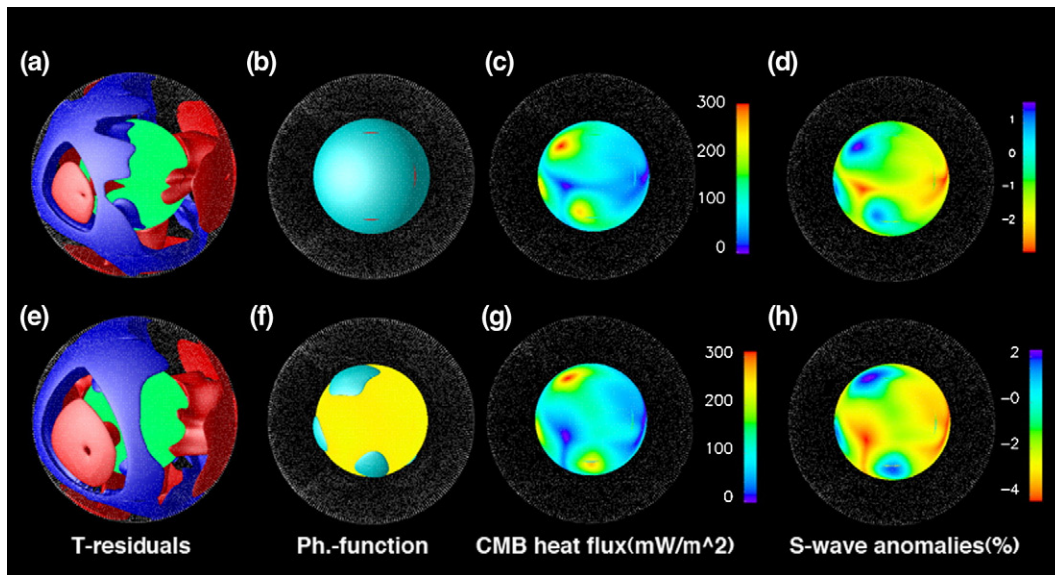 (a)
(b)
(c)
(d)
300
200
100
0
1
0
-1
-2
(e)
(f)
(g)
(h)
300
200
100
0
2
-0
-2
-4
T-residuals
Ph.-function
CMB heat flux(mW/m^2)
S-wave anomalies(%)